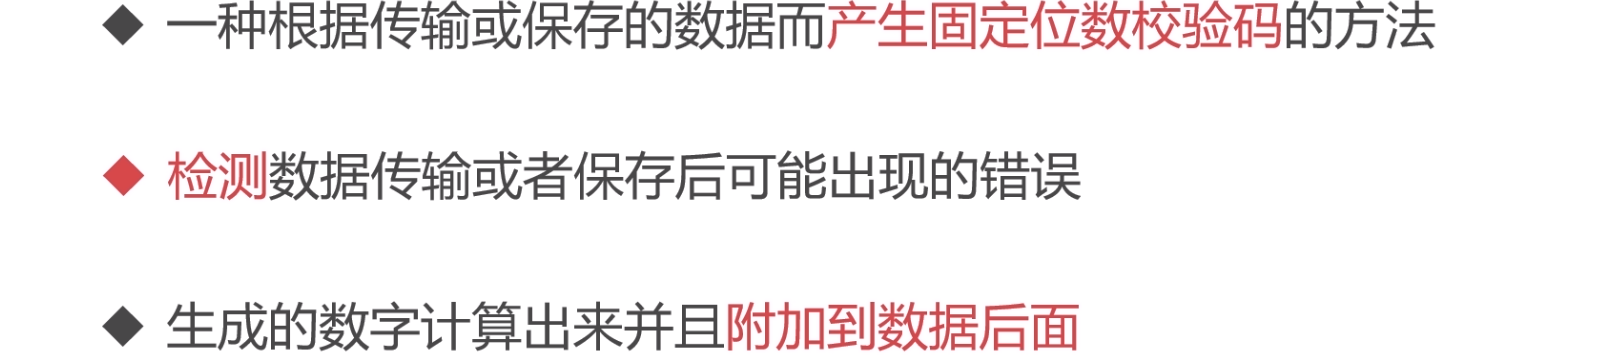 一种根据传输或保存的数据而产生固定位数校验码的方法
检测数据传输或者保存后可能出现的错误
生成的数字计算出来并且附加到数据后面